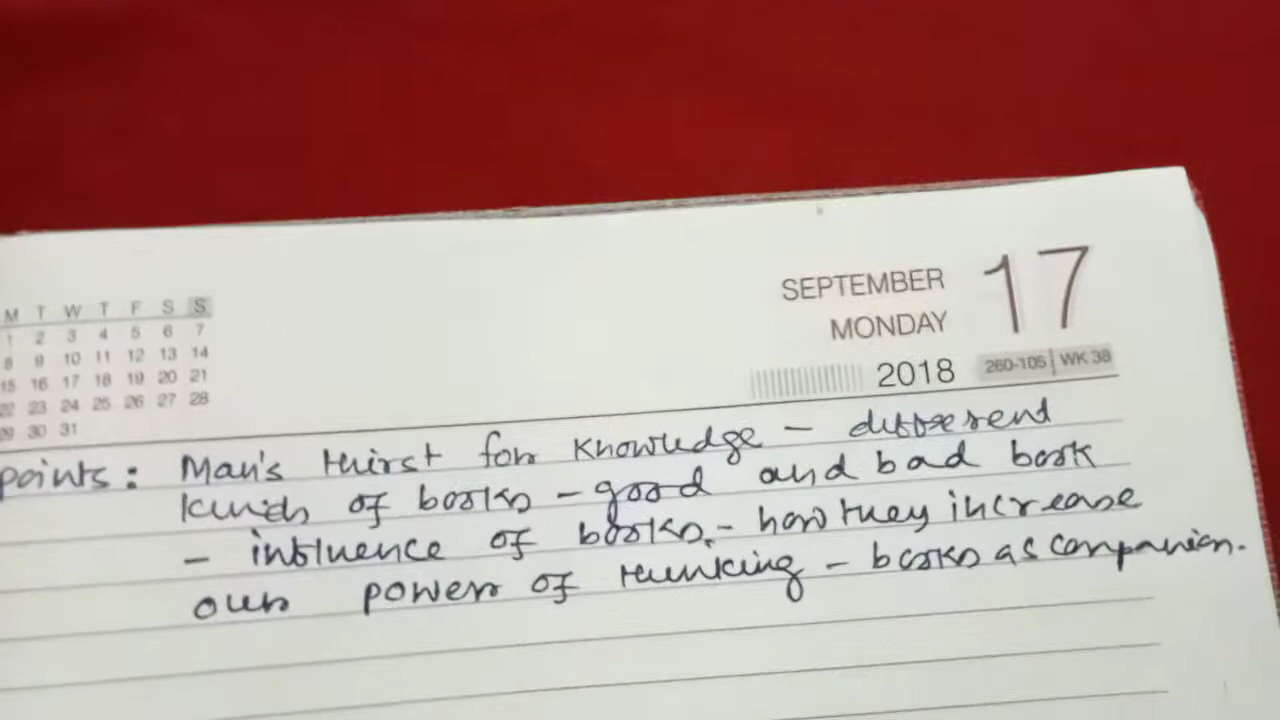 SEPTEMBER 17
MONDAY
2018 260-105 | WK 38
M T W T F S S
1 2 3 4 5 6 7
8 9 10 11 12 13 14
15 16 17 18 19 20 21
22 23 24 25 26 27 28
29 30 31
points: Man's thirst for Knowledge - different
kinds of books - good and bad book
- influence of books - how they increase
our power of thinking - books as companion.